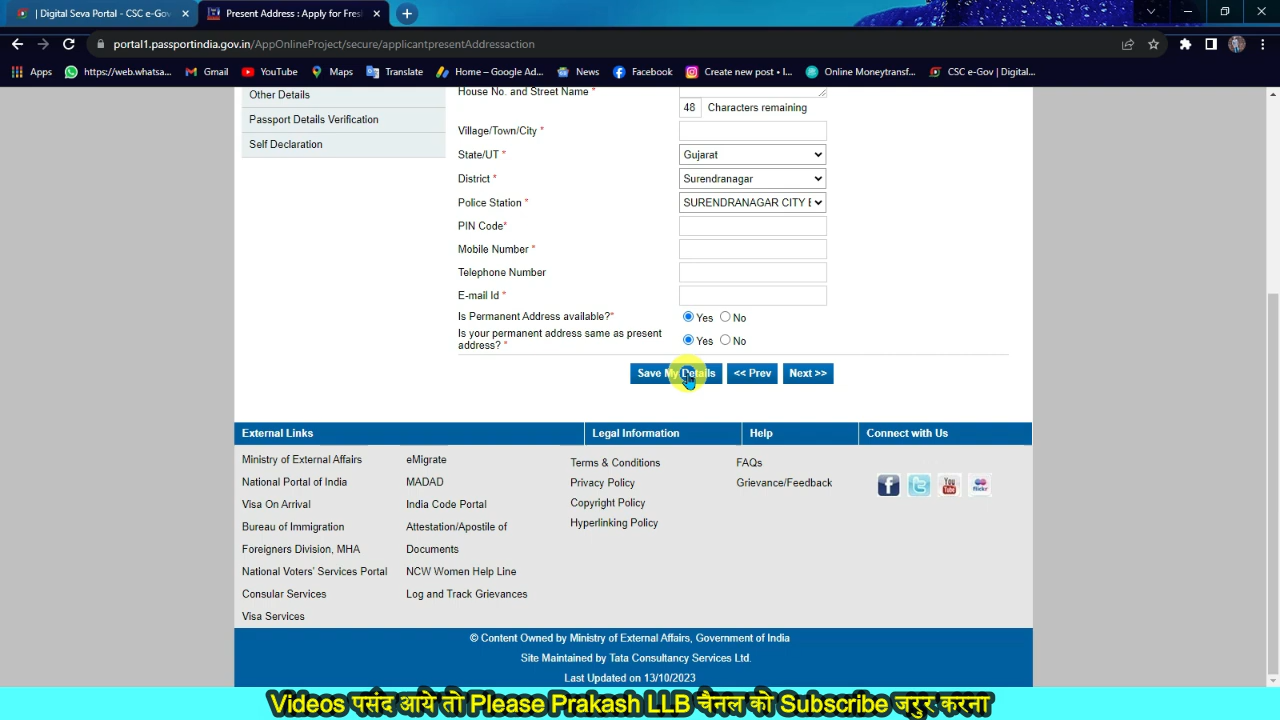 | Digital Seva Portal - CSC e-Gov
Present Address : Apply for Fresh
portal1.passportindia.gov.in/AppOnlineProject/secure/applicantpresentAddressaction
Apps https://web.whatsa... Gmail YouTube Maps Translate Home – Google Ad... News Facebook Create new post • I... Online Moneytransf... CSC e-Gov | Digital...
Other Details
Passport Details Verification
Self Declaration
House No. and Street Name *
48 Characters remaining
Village/Town/City *
State/UT * Gujarat
District * Surendranagar
Police Station * SURENDRANAGAR CITY
PIN Code*
Mobile Number *
Telephone Number
E-mail Id *
Is Permanent Address available?* Yes No
Is your permanent address same as present
address? * Yes No
Save My Details << Prev Next >>
External Links Legal Information Help Connect with Us
Ministry of External Affairs eMigrate Terms & Conditions FAQs
National Portal of India MADAD Privacy Policy Grievance/Feedback
Visa On Arrival India Code Portal Copyright Policy
Bureau of Immigration Attestation/Apostile of Hyperlinking Policy
Foreigners Division, MHA Documents
National Voters' Services Portal NCW Women Help Line
Consular Services Log and Track Grievances
Visa Services
© Content Owned by Ministry of External Affairs, Government of India
Site Maintained by Tata Consultancy Services Ltd.
Last Updated on 13/10/2023
Videos पसंद आये तो Please Prakash LLB चैनल को Subscribe जरुर करना